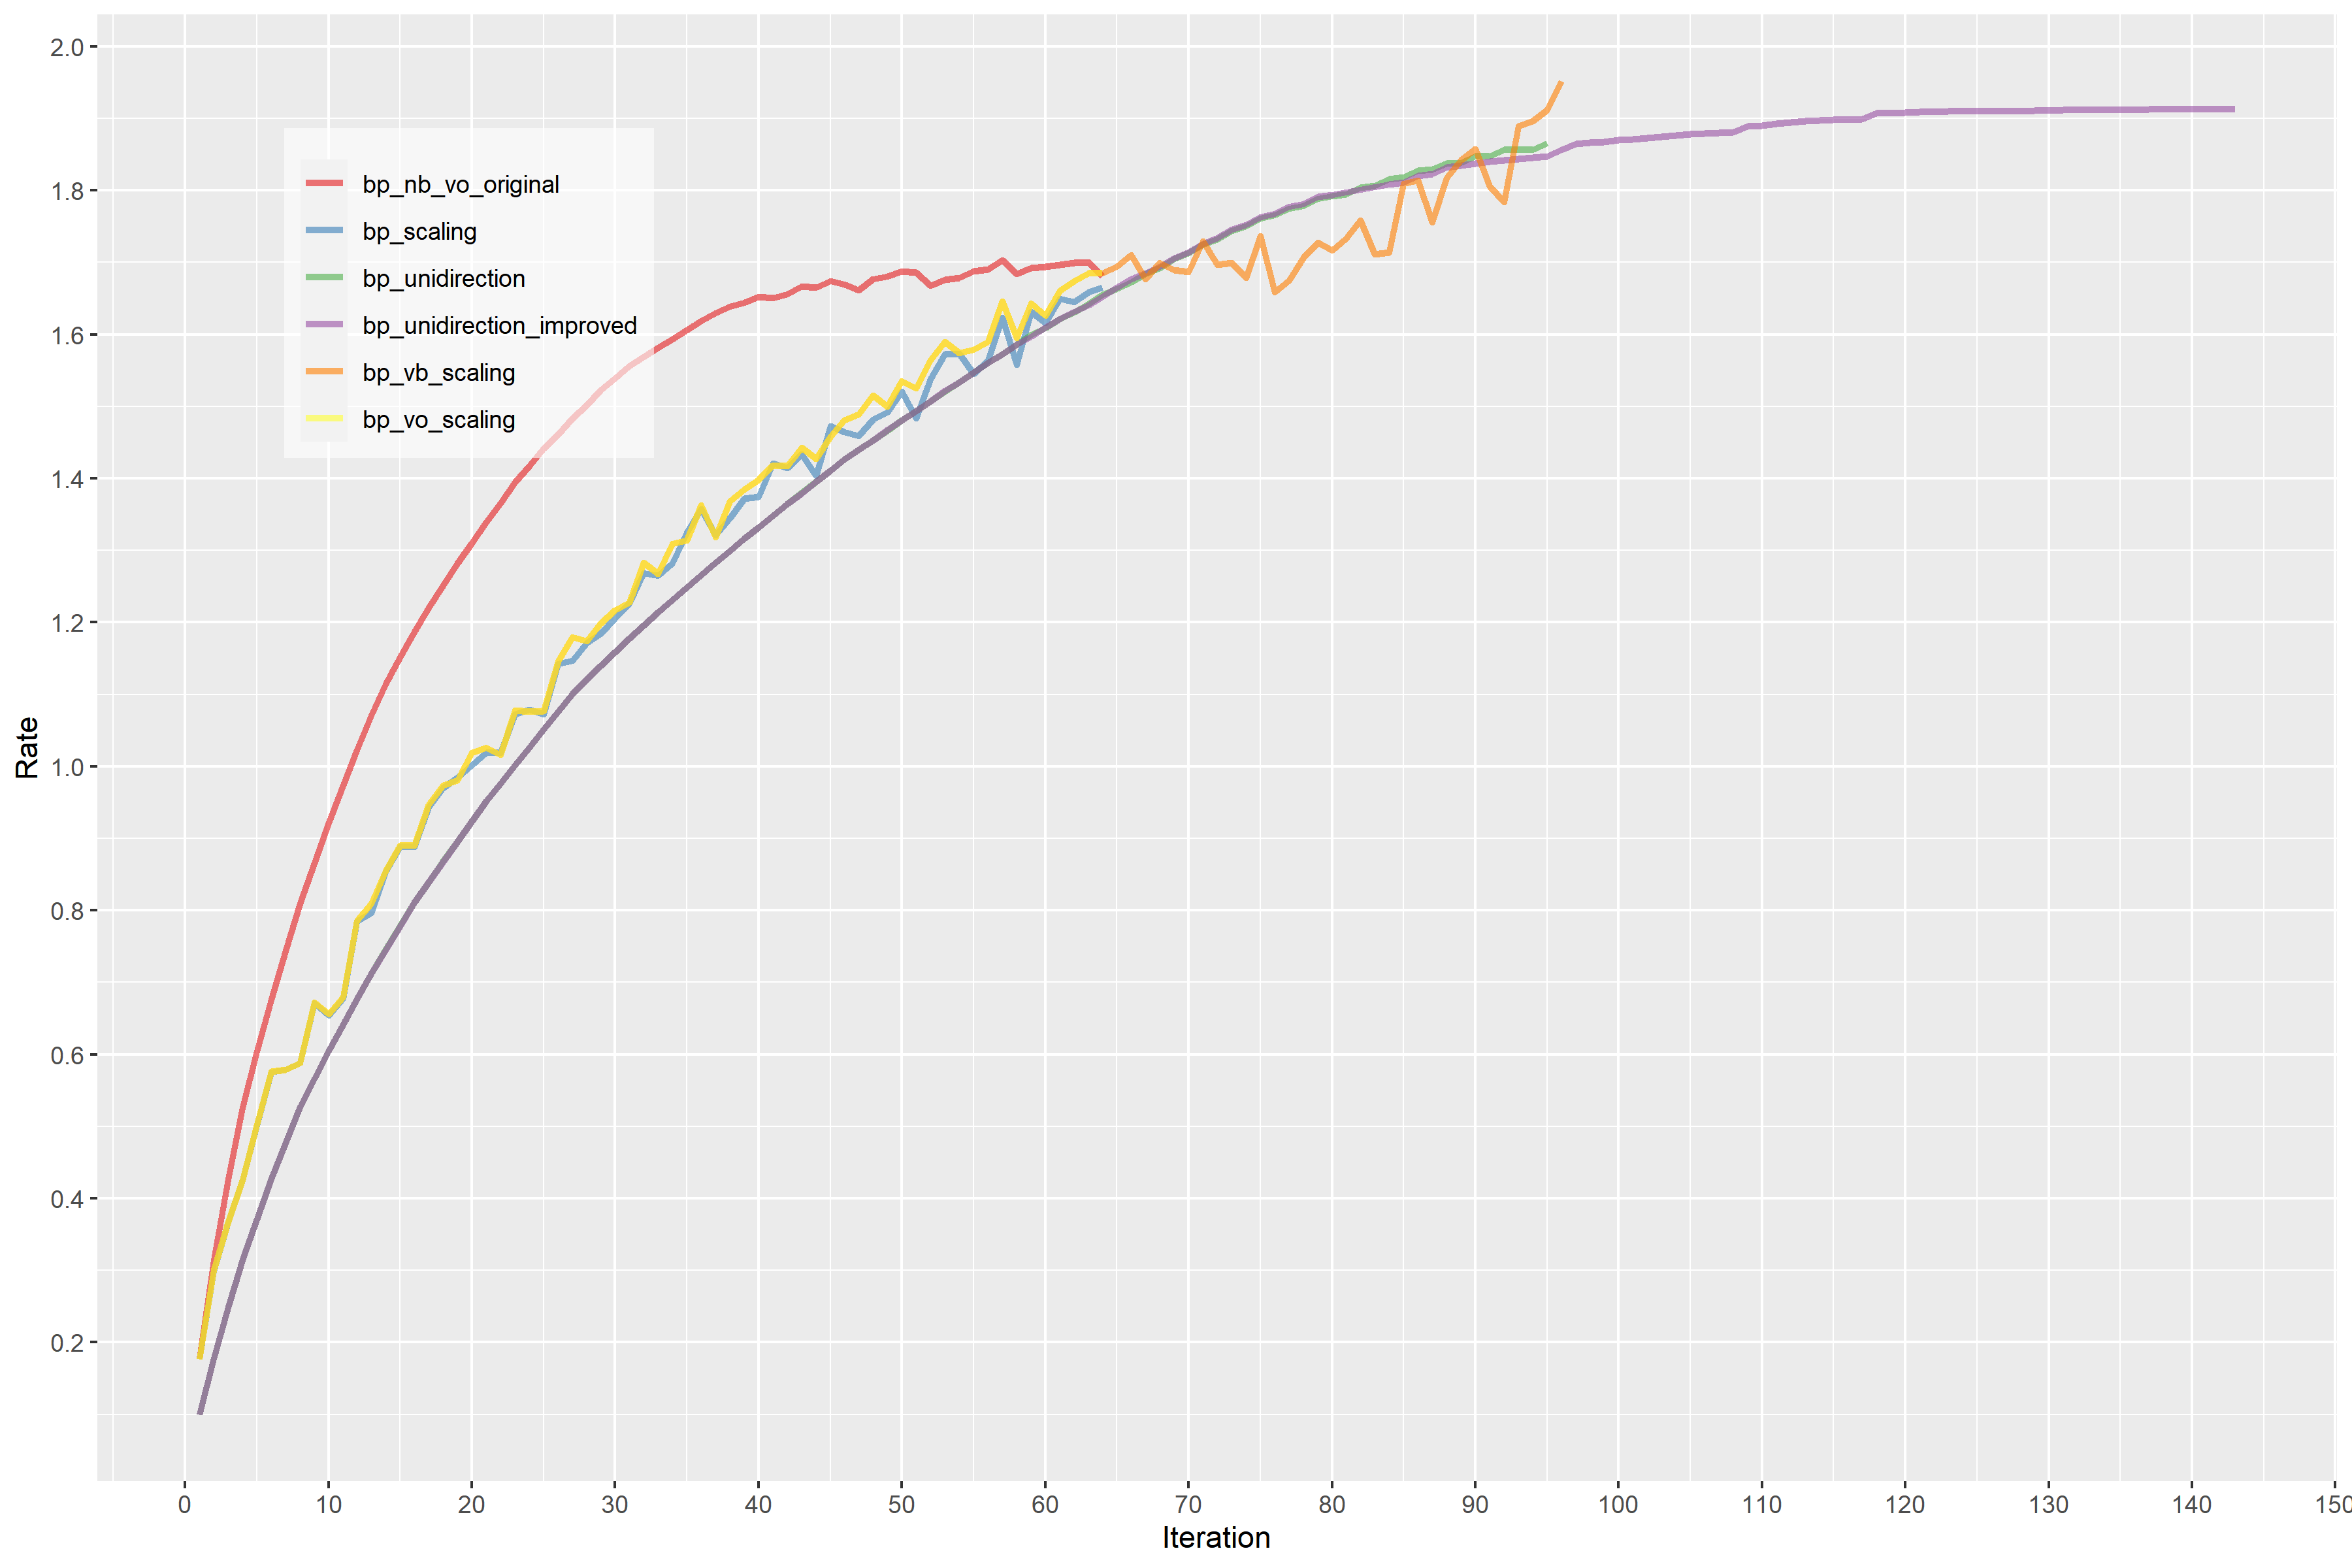 2.0
1.8
1.6
1.4
1.2
1.0
0.8
0.6
0.4
0.2
Rate
bp_nb_vo_original
bp_scaling
bp_unidirection
bp_unidirection_improved
bp_vb_scaling
bp_vo_scaling
0 10 20 30 40 50 60 70 80 90 100 110 120 130 140 150
Iteration